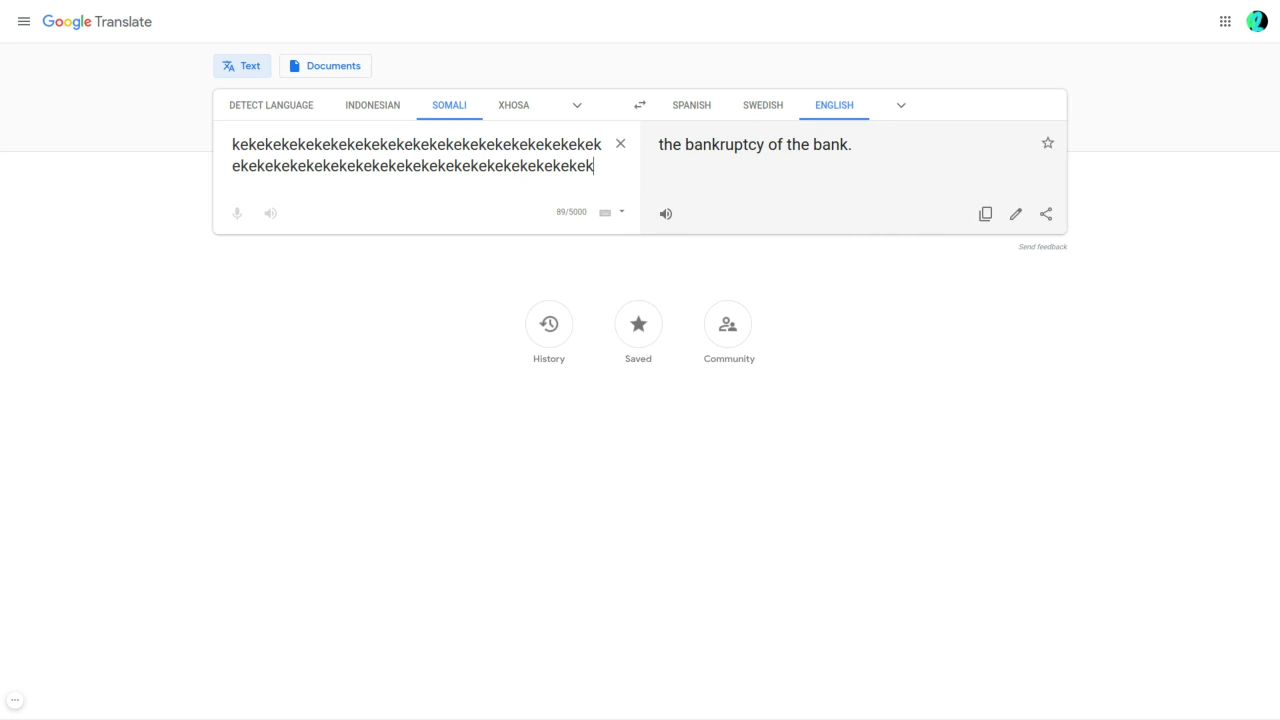 Google Translate
Text
Documents
DETECT LANGUAGE INDONESIAN SOMALI XHOSA
SPANISH SWEDISH ENGLISH
kekekekekekekekekekekekekekekekekekekekekekek
ekekekekekekekekekekekekekekekekekekekekekek
89/5000
the bankruptcy of the bank.
Send feedback
History
Saved
Community